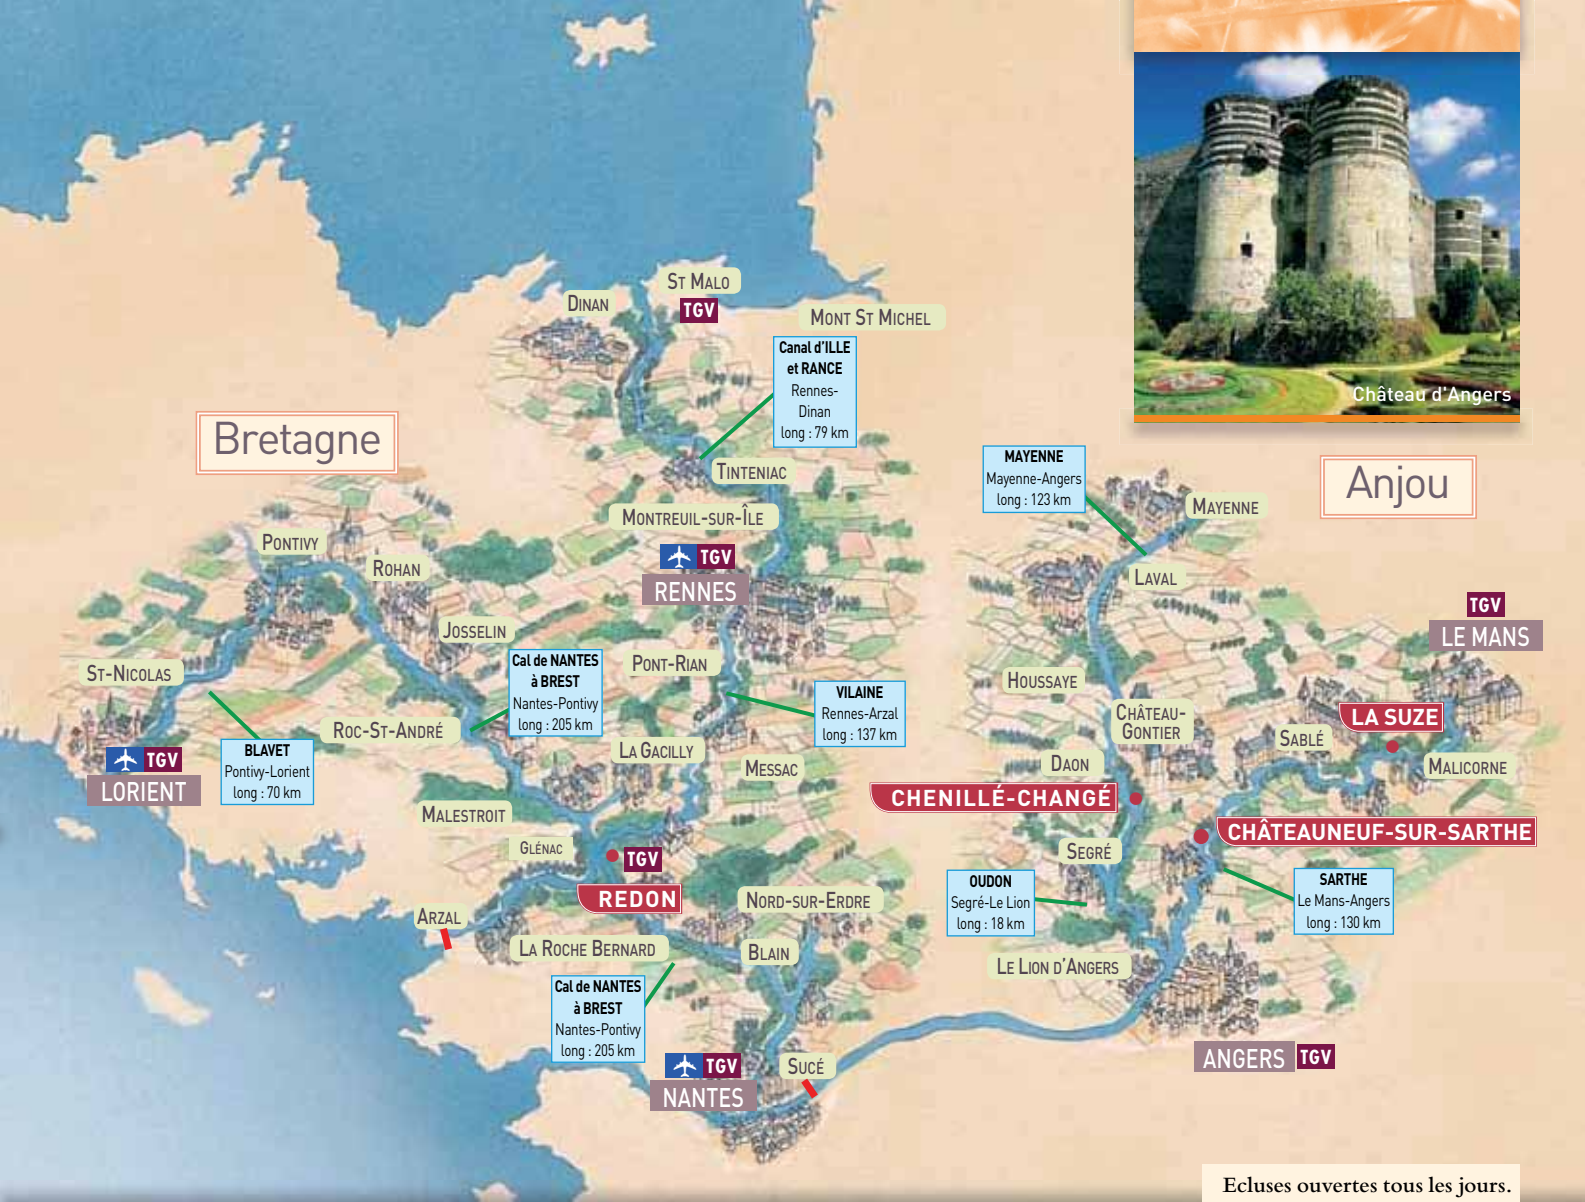 Château d'Angers
ST MALO
TGV
DINAN
MONT ST MICHEL
Canal d'ILLE
et RANCE
Rennes-
Dinan
long : 79 km
Bretagne
Anjou
TINTENIAC
MAYENNE
Mayenne-Angers
long : 123 km
MAYENNE
MONTREUIL-SUR-ÎLE
PONTIVY
ROHAN
TGV
RENNES
LAVAL
TGV
LE MANS
JOSSELIN
ST-NICOLAS
Cal de NANTES
à BREST
Nantes-Pontivy
long : 205 km
PONT-RIAN
HOUSSAYE
VILAINE
Rennes-Arzal
long : 137 km
CHÂTEAU-
GONTIER
LA SUZE
ROC-ST-ANDRÉ
SABLÉ
BLAVET
Pontivy-Lorient
long : 70 km
LA GACILLY
MESSAC
DAON
MALICORNE
TGV
LORIENT
CHENILLÉ-CHANGÉ
MALESTROIT
CHÂTEAUNEUF-SUR-SARTHE
GLÉNAC
TGV
SEGRÉ
REDON
OUDON
Segré-Le Lion
long : 18 km
SARTHE
Le Mans-Angers
long : 130 km
NORD-SUR-ERDRE
ARZAL
LA ROCHE BERNARD
BLAIN
LE LION D'ANGERS
Cal de NANTES
à BREST
Nantes-Pontivy
long : 205 km
ANGERS TGV
TGV
NANTES
SUCÉ
Ecluses ouvertes tous les jours.